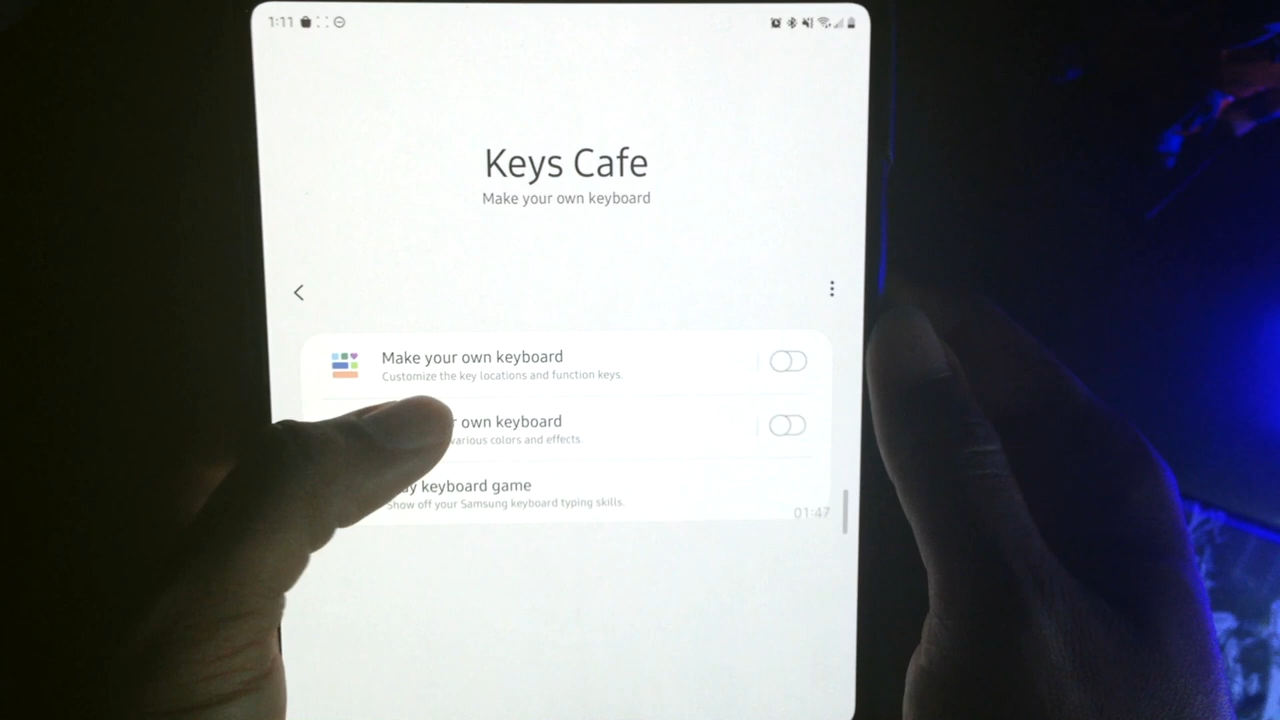 1:11
Keys Cafe
Make your own keyboard
Make your own keyboard
Customize the key locations and function keys.
own keyboard
various colors and effects.
keyboard game
Show off your Samsung keyboard typing skills.
01:47